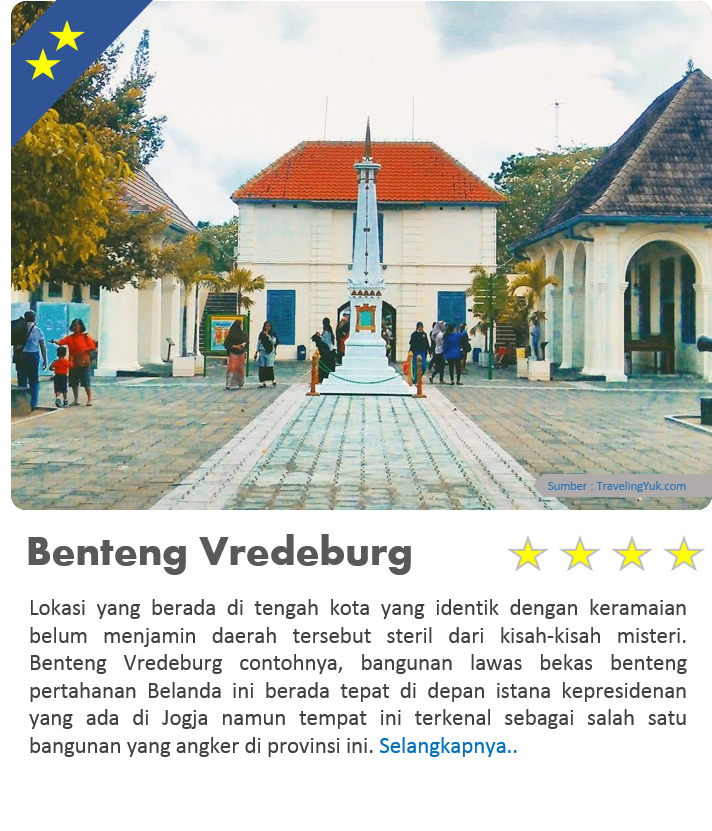 Sumber : TravelingYuk.com
Benteng Vredeburg
Lokasi yang berada di tengah kota yang identik dengan keramaian
belum menjamin daerah tersebut steril dari kisah-kisah misteri.
Benteng Vredeburg contohnya, bangunan lawas bekas benteng
pertahanan Belanda ini berada tepat di depan istana kepresidenan
yang ada di Jogja namun tempat ini terkenal sebagai salah satu
bangunan yang angker di provinsi ini. Selangkapnya..